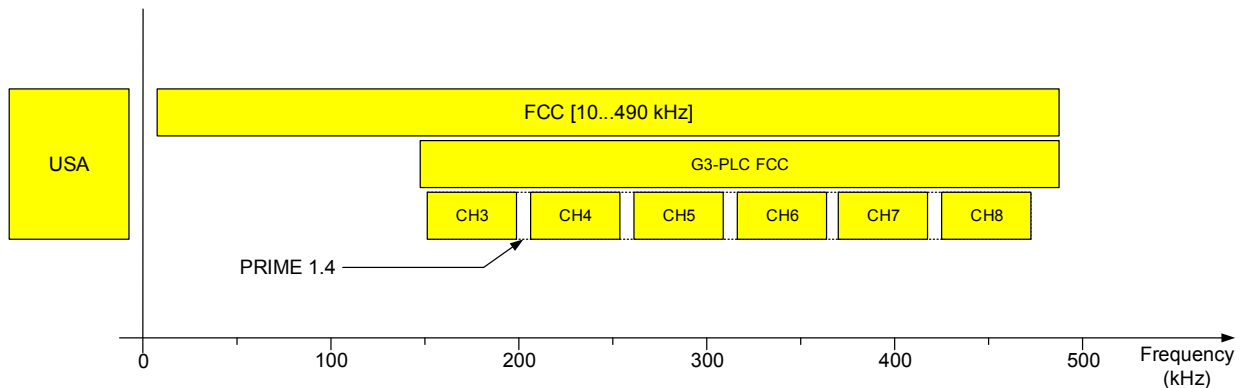 FCC [10...490 kHz]
USA
G3-PLC FCC
CH3 CH4 CH5 CH6 CH7 CH8
PRIME 1.4
0 100 200 300 400 500 Frequency
(kHz)